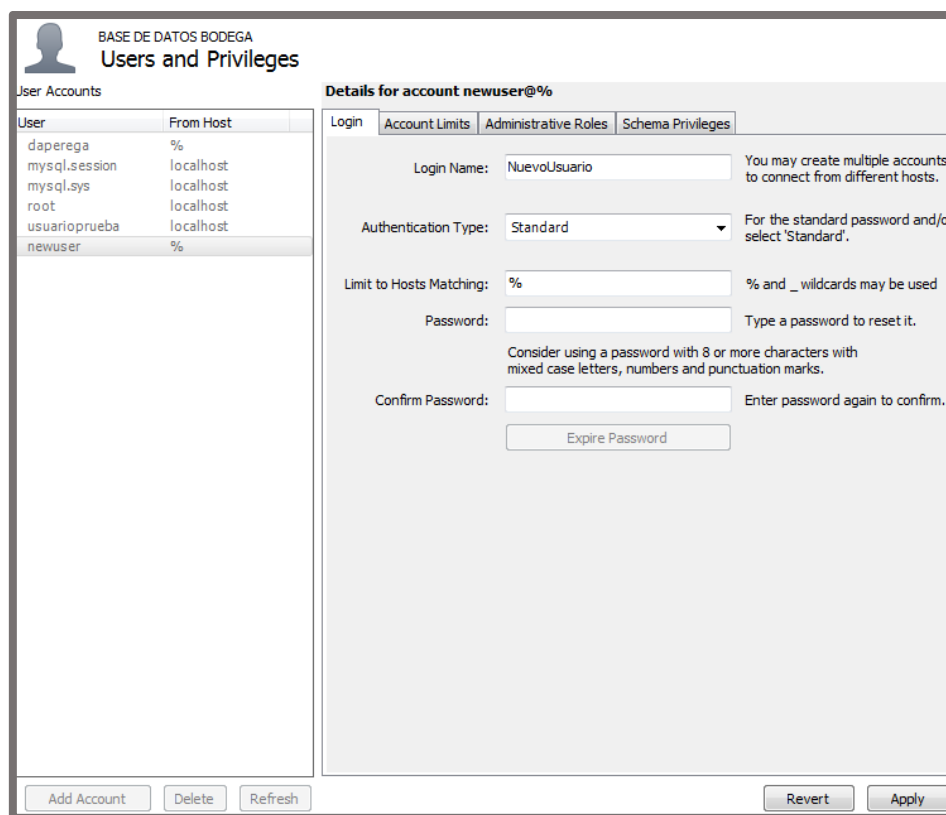 BASE DE DATOS BODEGA
Users and Privileges
User Accounts
User From Host
daperega %
mysql.session localhost
mysql.sys localhost
root localhost
usuarioprueba localhost
newuser %
Add Account Delete Refresh
Details for account newuser@%
Login Account Limits Administrative Roles Schema Privileges
Login Name: NuevoUsuario You may create multiple accounts
to connect from different hosts.
Authentication Type: Standard For the standard password and/
select 'Standard'.
Limit to Hosts Matching: % % and _ wildcards may be used
Password: Type a password to reset it.
Consider using a password with 8 or more characters with
mixed case letters, numbers and punctuation marks.
Confirm Password: Enter password again to confirm.
Expire Password
Revert Apply